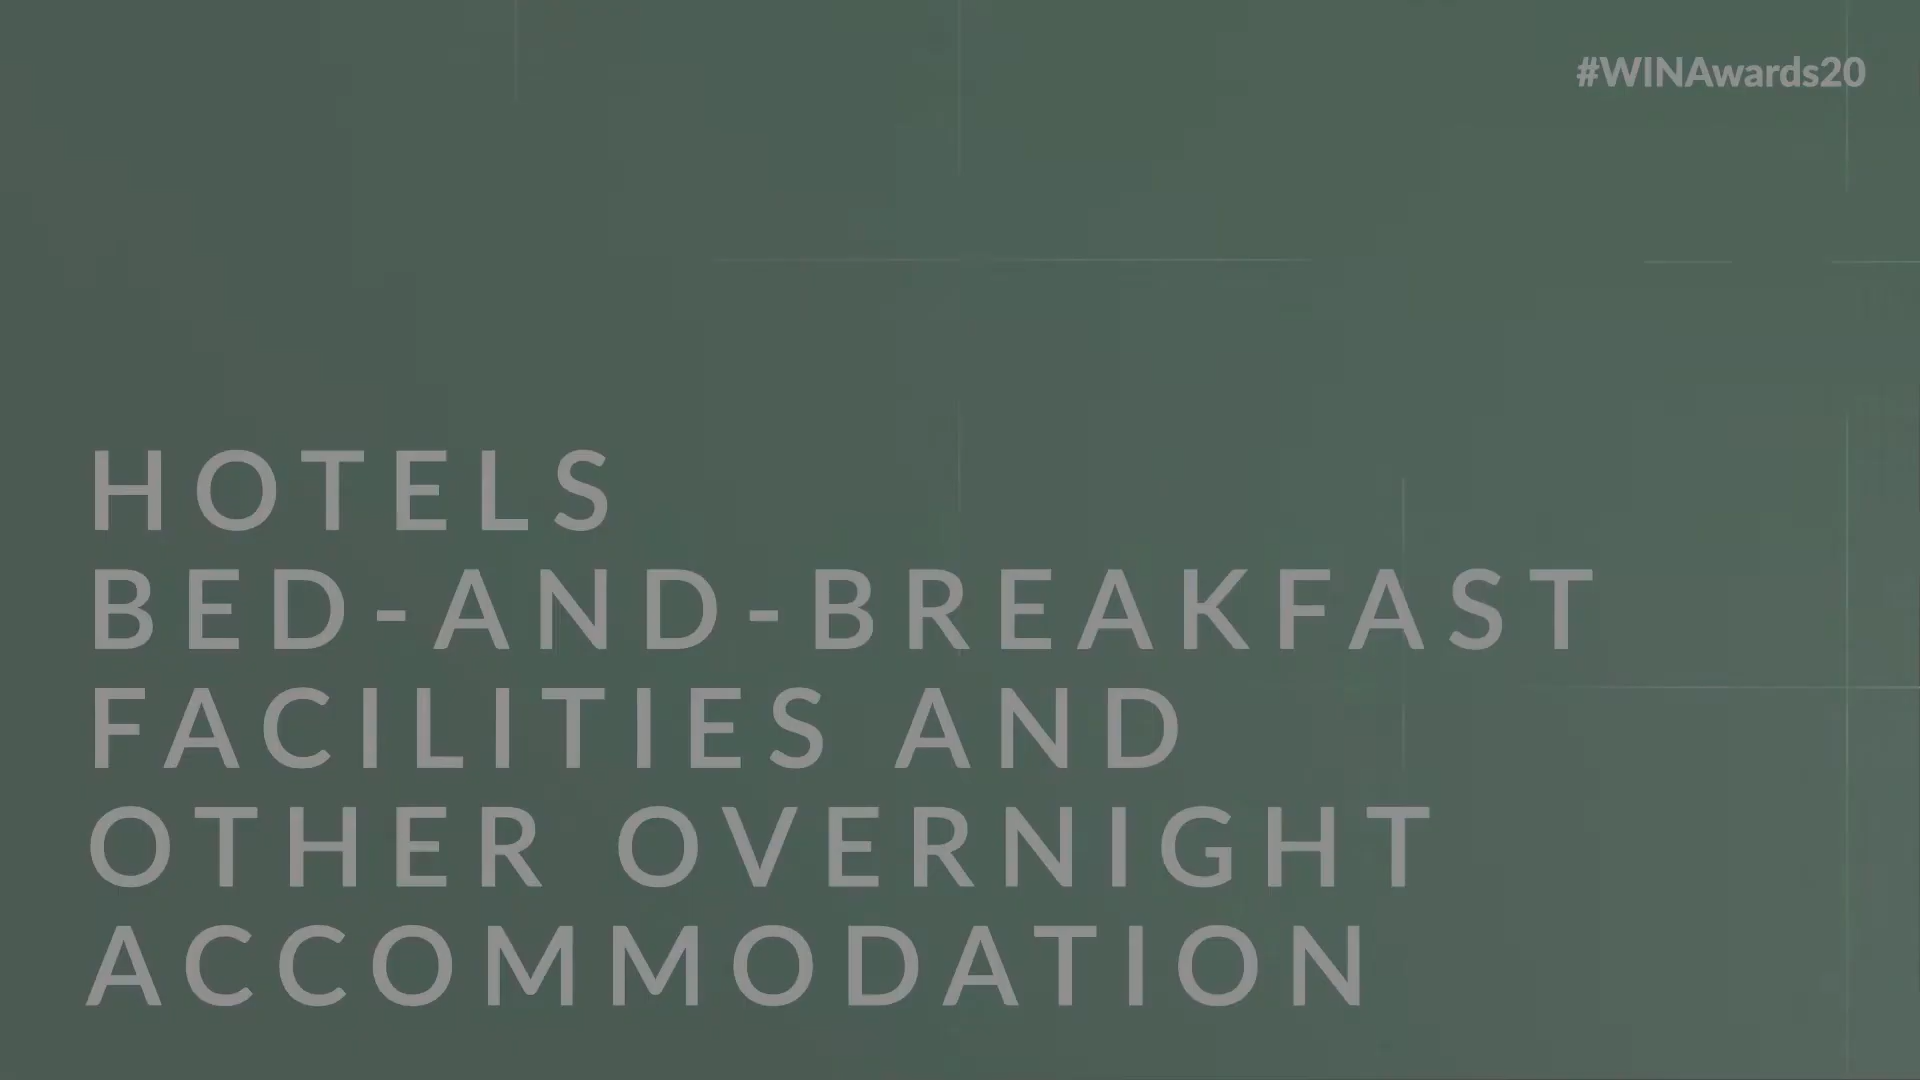 #WINAwards20
HOTELS
BED-AND-BREAKFAST
FACILITIES AND
OTHER OVERNIGHT
ACCOMMODATION